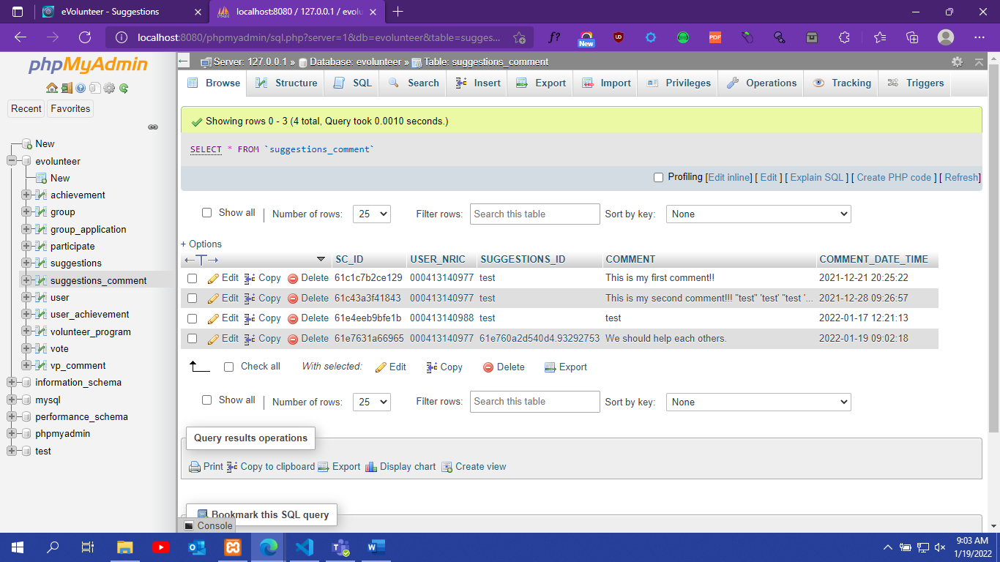 eVolunteer - Suggestions
localhost:8080 / 127.0.0.1 / evolu
localhost:8080/phpmyadmin/sql.php?server=1&db=evolunteer&table=sugges...
f?
New
PDF
phpMyAdmin
Recent Favorites
New
evolunteer
New
achievement
group
group_application
participate
suggestions
suggestions_comment
user
user_achievement
volunteer_program
vote
vp_comment
information_schema
mysql
performance_schema
phpmyadmin
test
Server: 127.0.0.1 » Database: evolunteer » Table: suggestions_comment
Browse Structure SQL Search Insert Export Import Privileges Operations Tracking Triggers
Showing rows 0 - 3 (4 total, Query took 0.0010 seconds.)
SELECT * FROM `suggestions_comment`
Profiling [Edit inline] [ Edit ] [ Explain SQL ] [ Create PHP code ] [ Refresh]
Show all | Number of rows: 25 Filter rows: Search this table Sort by key: None
+ Options
SC_ID USER_NRIC SUGGESTIONS_ID COMMENT COMMENT_DATE_TIME
Edit Copy Delete 61c1c7b2ce129 000413140977 test This is my first comment!! 2021-12-21 20:25:22
Edit Copy Delete 61c43a3f41843 000413140977 test This is my second comment!!! "test" 'test' "test '... 2021-12-28 09:26:57
Edit Copy Delete 61e4eeb9bfe1b 000413140988 test test 2022-01-17 12:21:13
Edit Copy Delete 61e7631a66965 000413140977 61e760a2d540d4.93292753 We should help each others. 2022-01-19 09:02:18
Check all With selected: Edit Copy Delete Export
Show all | Number of rows: 25 Filter rows: Search this table Sort by key: None
Query results operations
Print Copy to clipboard Export Display chart Create view
Bookmark this SQL query
Console
9:03 AM
1/19/2022